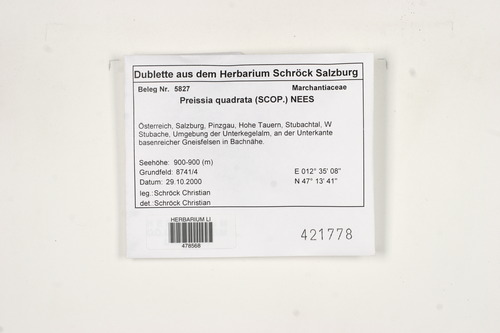 Dublette aus dem Herbarium Schröck Salzburg
Beleg Nr. 5827 Marchantiaceae
Preissia quadrata (SCOP.) NEES
Österreich, Salzburg, Pinzgau, Hohe Tauern, Stubachtal, W
Stubache, Umgebung der Unterkegelalm, an der Unterkante
basenreicher Gneisfelsen in Bachnähe.
Seehöhe: 900-900 (m)
Grundfeld: 8741/4 E 012° 35' 08"
Datum: 29.10.2000 N 47° 13' 41"
leg.: Schröck Christian
det.: Schröck Christian
HERBARIUM LI
478568
421778